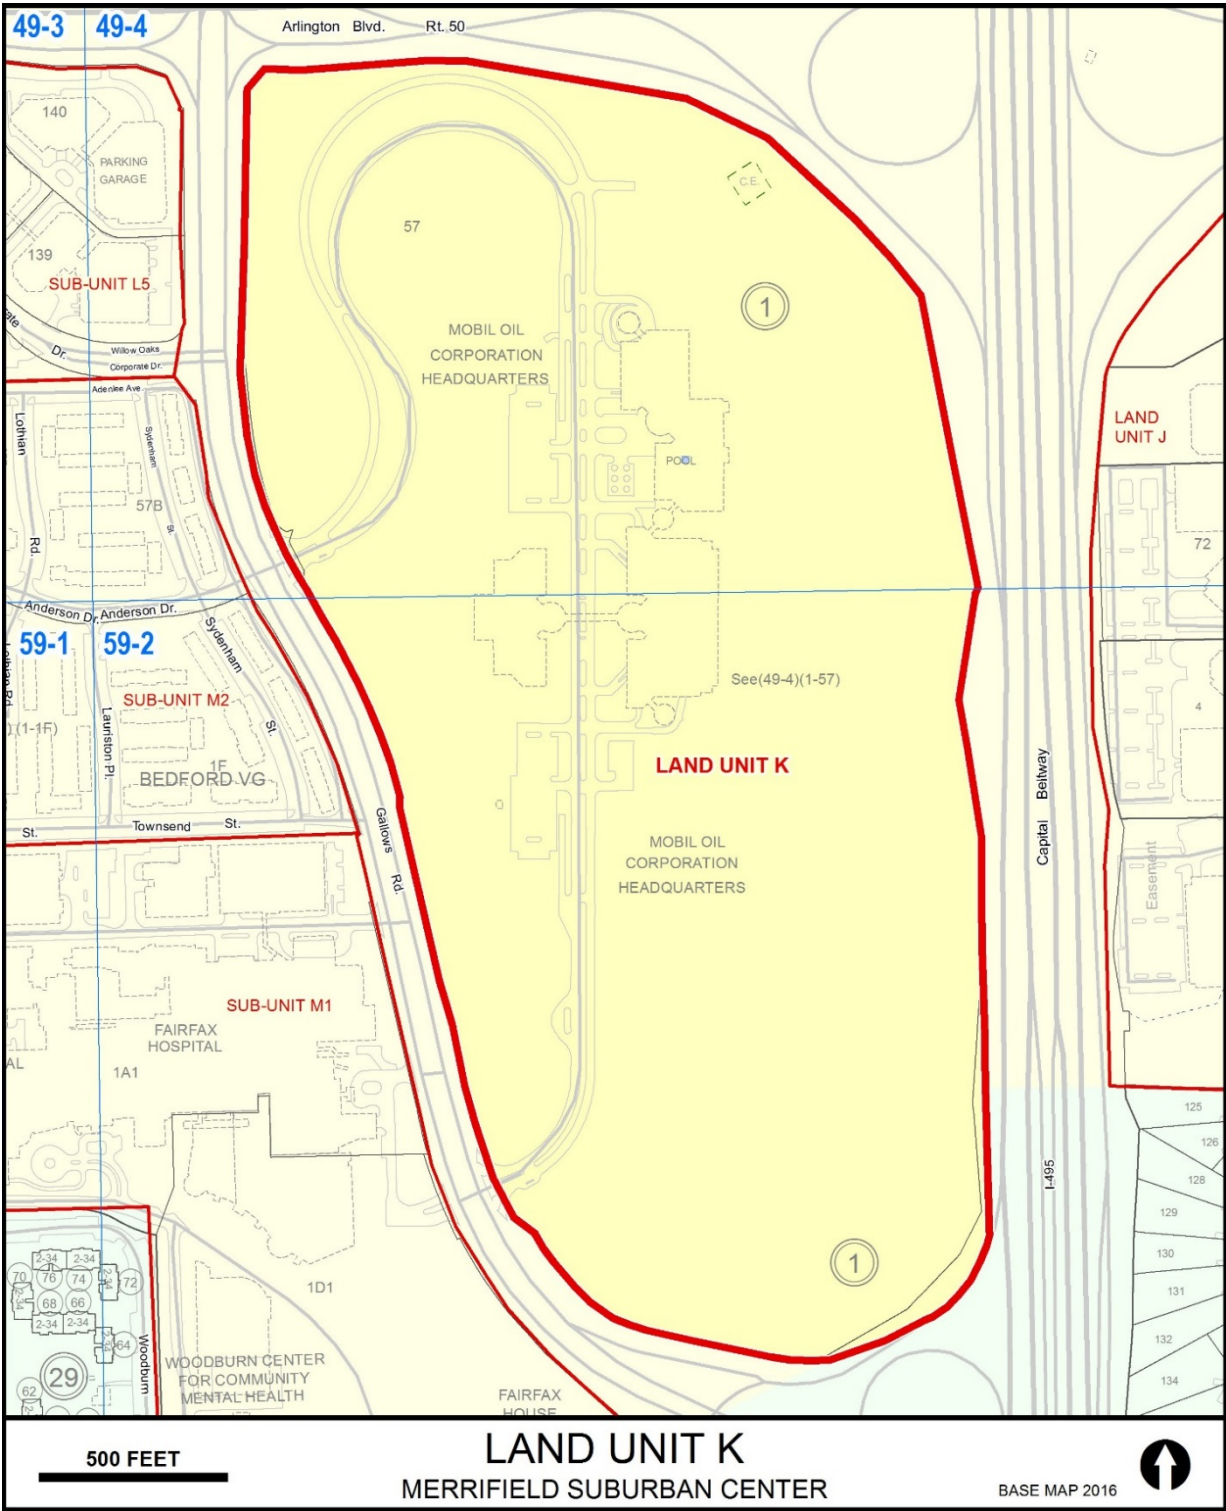 49-3 49-4
Arlington Blvd. Rt. 50
140
PARKING
GARAGE
C.E.
57
139
SUB-UNIT L5
1
MOBIL OIL
CORPORATION
HEADQUARTERS
Dr.
Willow Oaks
Corporate Dr.
Adenlee Ave.
LAND
UNIT J
Lothian
Rd.
Sydenham
St.
POOL
57B
72
Anderson Dr. Anderson Dr.
59-1 59-2
Sydenham
St.
See(49-4)(1-57)
SUB-UNIT M2
4
(1-1F)
Lauriston Pl.
1F
BEDFORD VG
LAND UNIT K
Capital Beltway
St. Townsend St.
Gallows
Rd.
MOBIL OIL
CORPORATION
HEADQUARTERS
Easement
SUB-UNIT M1
FAIRFAX
HOSPITAL
AL
1A1
125
126
128
129
130
131
132
134
I-495
1
2-34 2-34
70 76 74 2-34 72
2-34 68 66
2-34 2-34
2-34 64
29
62
Woodburn
1D1
WOODBURN CENTER
FOR COMMUNITY
MENTAL HEALTH
FAIRFAX
HOUSE
500 FEET
LAND UNIT K
MERRIFIELD SUBURBAN CENTER
BASE MAP 2016